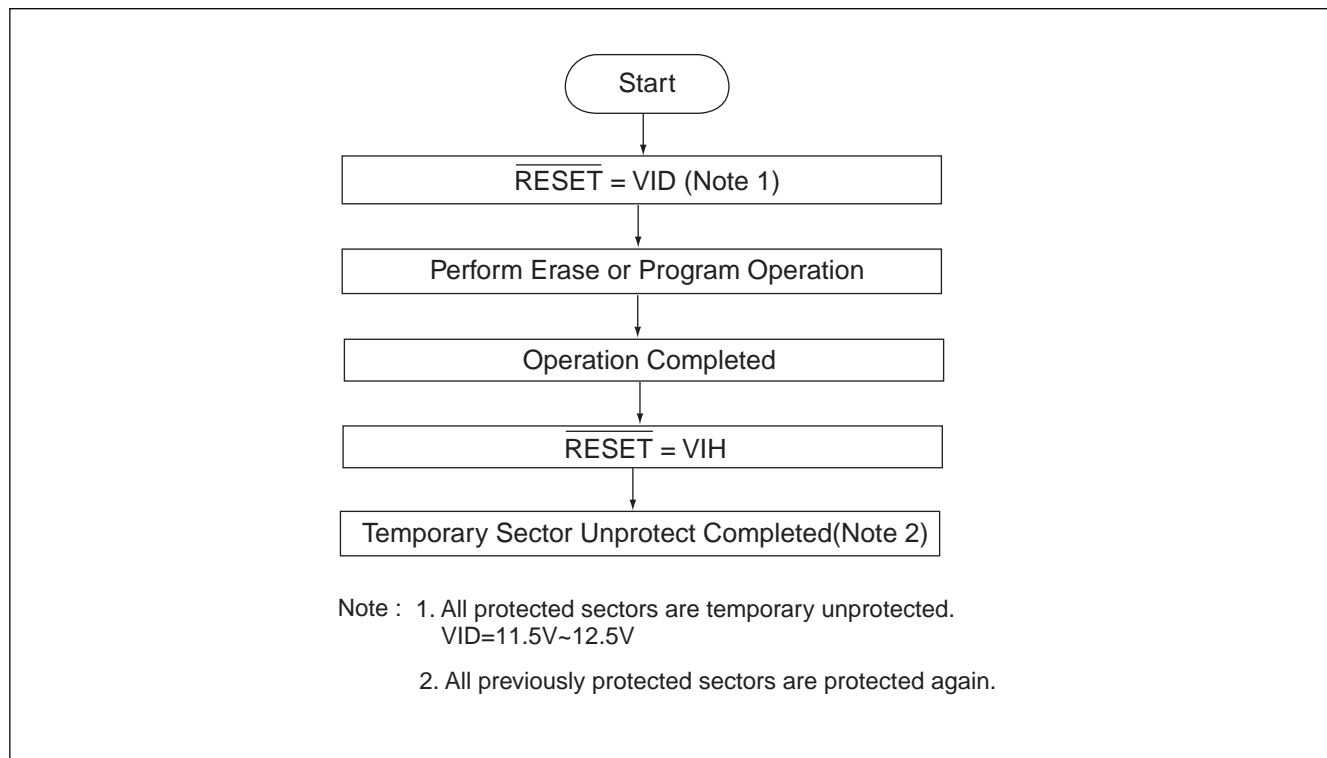 Start
RESET = VID (Note 1)
Perform Erase or Program Operation
Operation Completed
RESET = VIH
Temporary Sector Unprotect Completed(Note 2)
Note : 1. All protected sectors are temporary unprotected.
VID=11.5V~12.5V
2. All previously protected sectors are protected again.